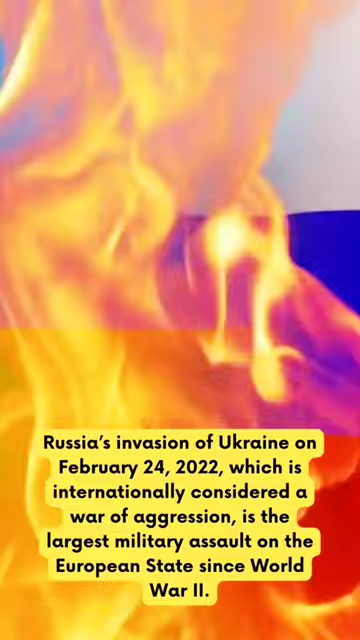 Russia’s invasion of Ukraine on
February 24, 2022, which is
internationally considered a
war of aggression, is the
largest military assault on the
European State since World
War II.